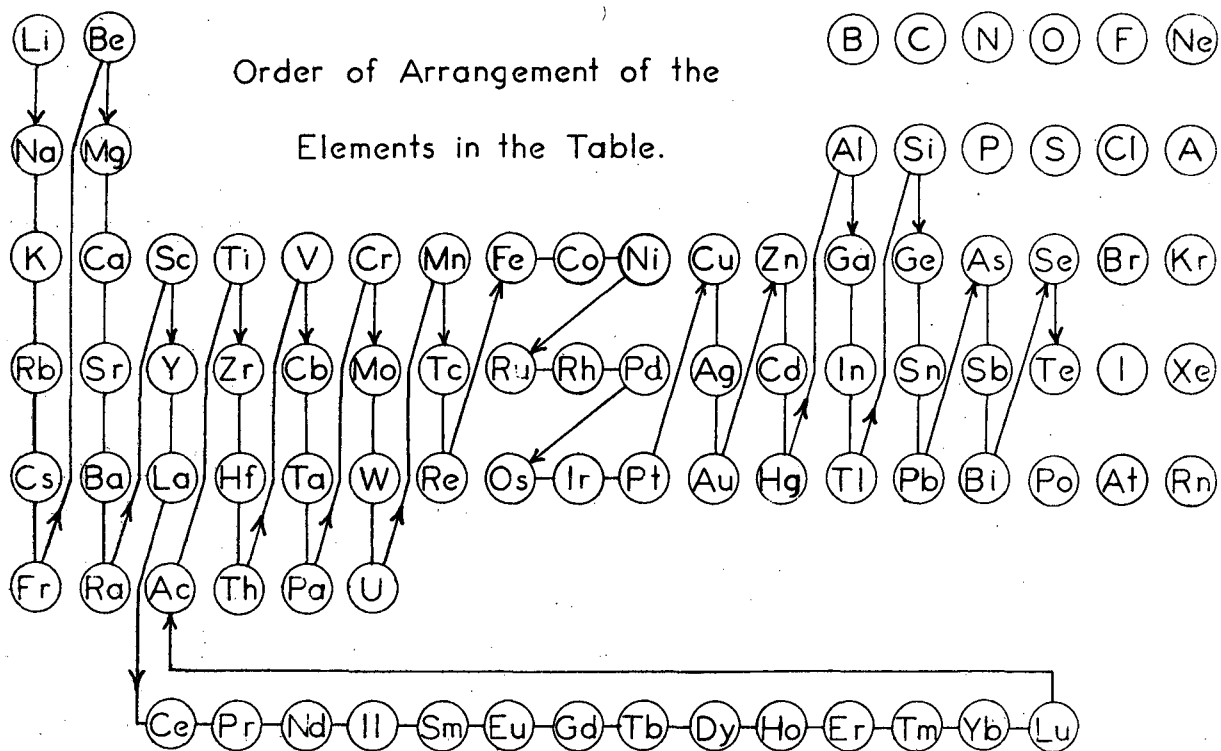 Li Be B C N O F Ne
Order of Arrangement of the
Elements in the Table.
Na Mg Al Si P S Cl A
K Ca Sc Ti V Cr Mn Fe Co Ni Cu Zn Ga Ge As Se Br Kr
Rb Sr Y Zr Cb Mo Tc Ru Rh Pd Ag Cd In Sn Sb Te I Xe
Cs Ba La Hf Ta W Re Os Ir Pt Au Hg Tl Pb Bi Po At Rn
Fr Ra Ac Th Pa U
Ce Pr Nd Il Sm Eu Gd Tb Dy Ho Er Tm Yb Lu